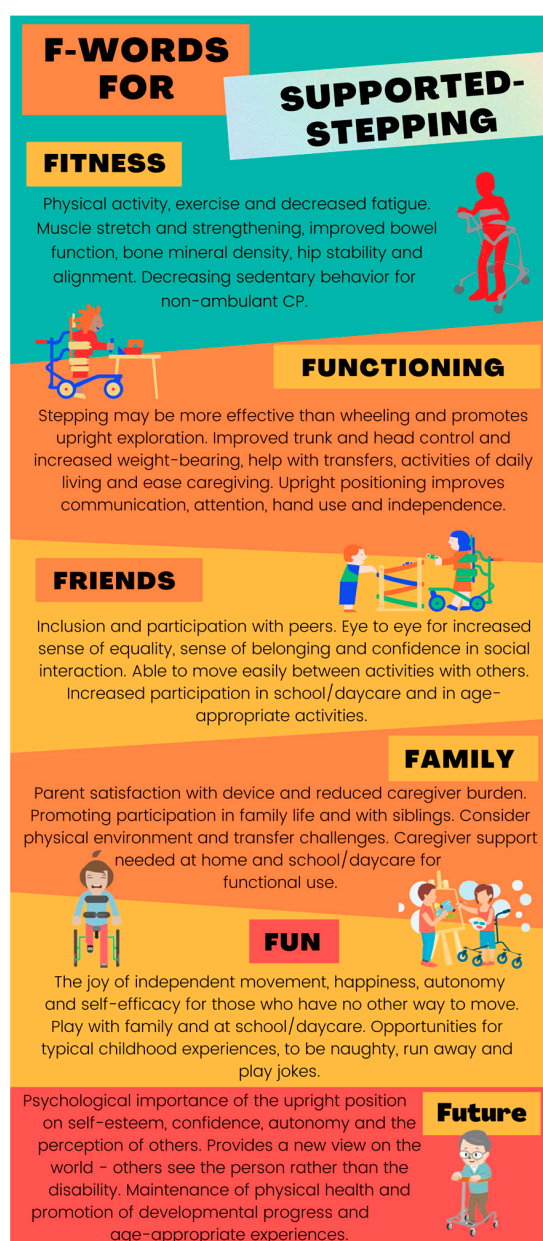 F-WORDS
FOR
SUPPORTED-
STEPPING
FITNESS
Physical activity, exercise and decreased fatigue.
Muscle stretch and strengthening, improved bowel
function, bone mineral density, hip stability and
alignment. Decreasing sedentary behavior for
non-ambulant CP.
FUNCTIONING
Stepping may be more effective than wheeling and promotes
upright exploration. Improved trunk and head control and
increased weight-bearing, help with transfers, activities of daily
living and ease caregiving. Upright positioning improves
communication, attention, hand use and independence.
FRIENDS
Inclusion and participation with peers. Eye to eye for increased
sense of equality, sense of belonging and confidence in social
interaction. Able to move easily between activities with others.
Increased participation in school/daycare and in age-
appropriate activities.
FAMILY
Parent satisfaction with device and reduced caregiver burden.
Promoting participation in family life and with siblings. Consider
physical environment and transfer challenges. Caregiver support
needed at home and school/daycare for
functional use.
FUN
The joy of independent movement, happiness, autonomy
and self-efficacy for those who have no other way to move.
Play with family and at school/daycare. Opportunities for
typical childhood experiences, to be naughty, run away and
play jokes.
Future
Psychological importance of the upright position
on self-esteem, confidence, autonomy and the
perception of others. Provides a new view on the
world - others see the person rather than the
disability. Maintenance of physical health and
promotion of developmental progress and
age-appropriate experiences.